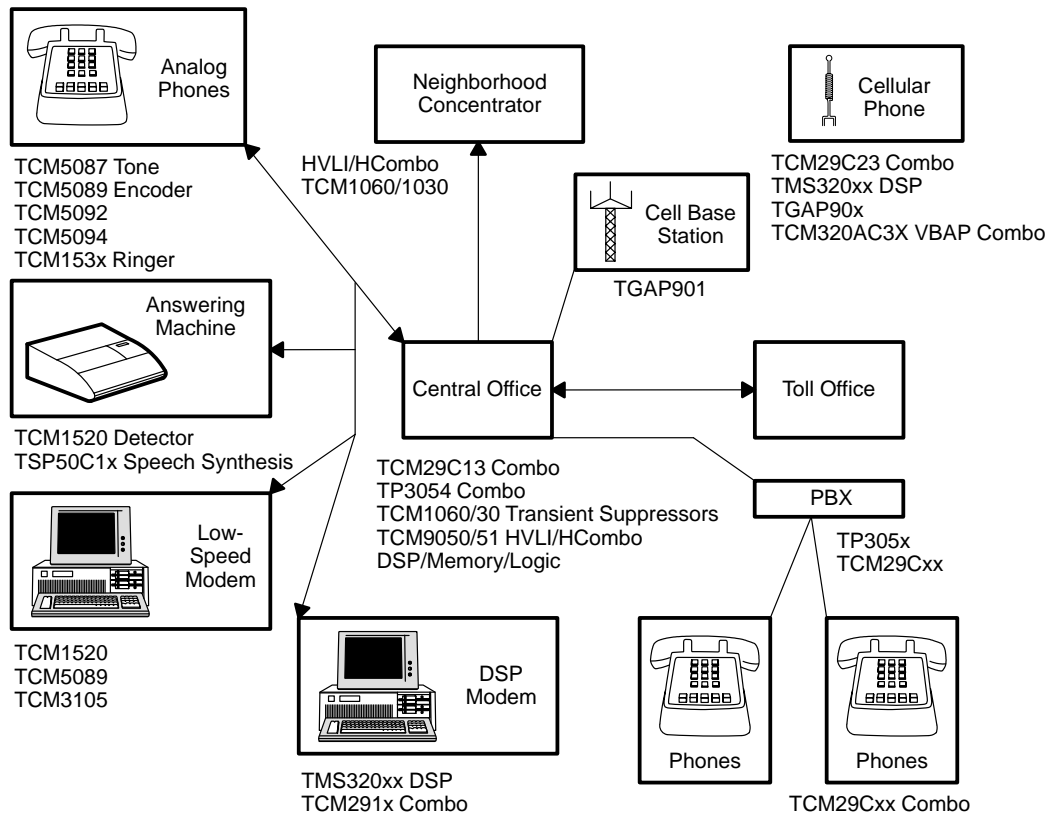 Analog
Phones
TCM5087 Tone
TCM5089 Encoder
TCM5092
TCM5094
TCM153x Ringer
Neighborhood
Concentrator
HVLI/HCombo
TCM1060/1030
Cellular
Phone
TCM29C23 Combo
TMS320xx DSP
TGAP90x
TCM320AC3X VBAP Combo
Cell Base
Station
TGAP901
Answering
Machine
TCM1520 Detector
TSP50C1x Speech Synthesis
Central Office
TCM29C13 Combo
TP3054 Combo
TCM1060/30 Transient Suppressors
TCM9050/51 HVLI/HCombo
DSP/Memory/Logic
Toll Office
PBX
TP305x
TCM29Cxx
Low-
Speed
Modem
TCM1520
TCM5089
TCM3105
DSP
Modem
TMS320xx DSP
TCM291x Combo
Phones
Phones
TCM29Cxx Combo